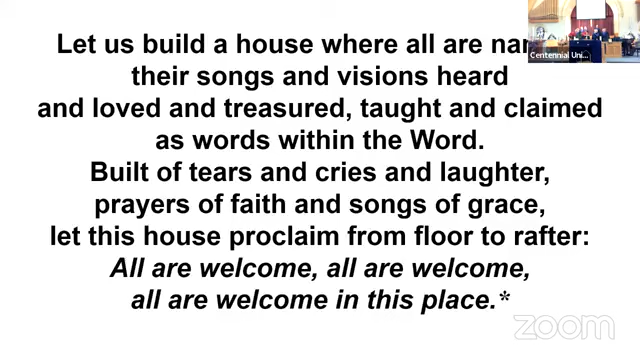 Let us build a house where all are
their songs and visions heard
and loved and treasured, taught and claimed
as words within the Word.
Built of tears and cries and laughter,
prayers of faith and songs of grace,
let this house proclaim from floor to rafter:
All are welcome, all are welcome,
all are welcome in this place.*
Centennial Uni...
zoom